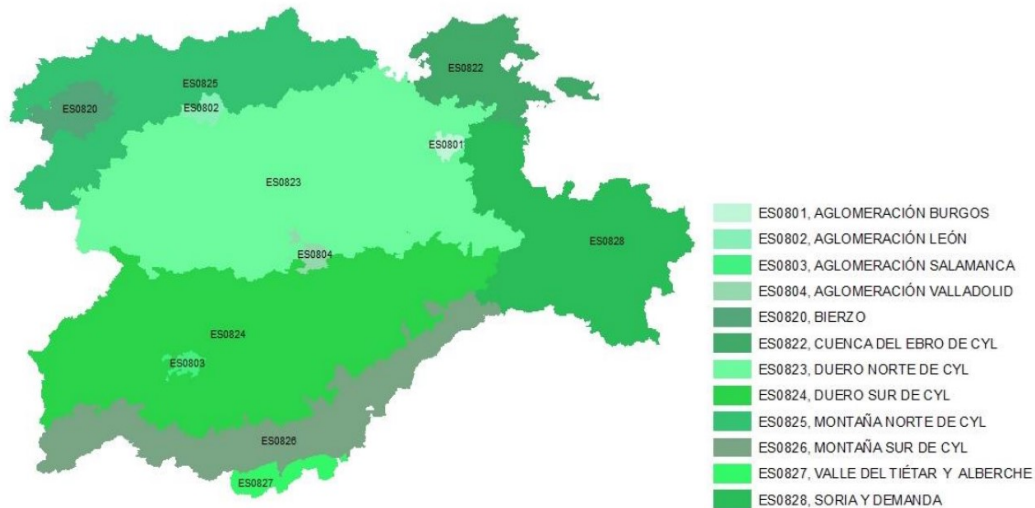 ES0822
ES0825
ES0820
ES0802
ES0801
ES0823
ES0828
ES0804
ES0824
ES0803
ES0826
ES0827
ES0801, AGLOMERACIÓN BURGOS
ES0802, AGLOMERACIÓN LEÓN
ES0803, AGLOMERACIÓN SALAMANCA
ES0804, AGLOMERACIÓN VALLADOLID
ES0820, BIERZO
ES0822, CUENCA DEL EBRO DE CYL
ES0823, DUERO NORTE DE CYL
ES0824, DUERO SUR DE CYL
ES0825, MONTAÑA NORTE DE CYL
ES0826, MONTAÑA SUR DE CYL
ES0827, VALLE DEL TIÉTAR Y ALBERCHE
ES0828, SORIA Y DEMANDA